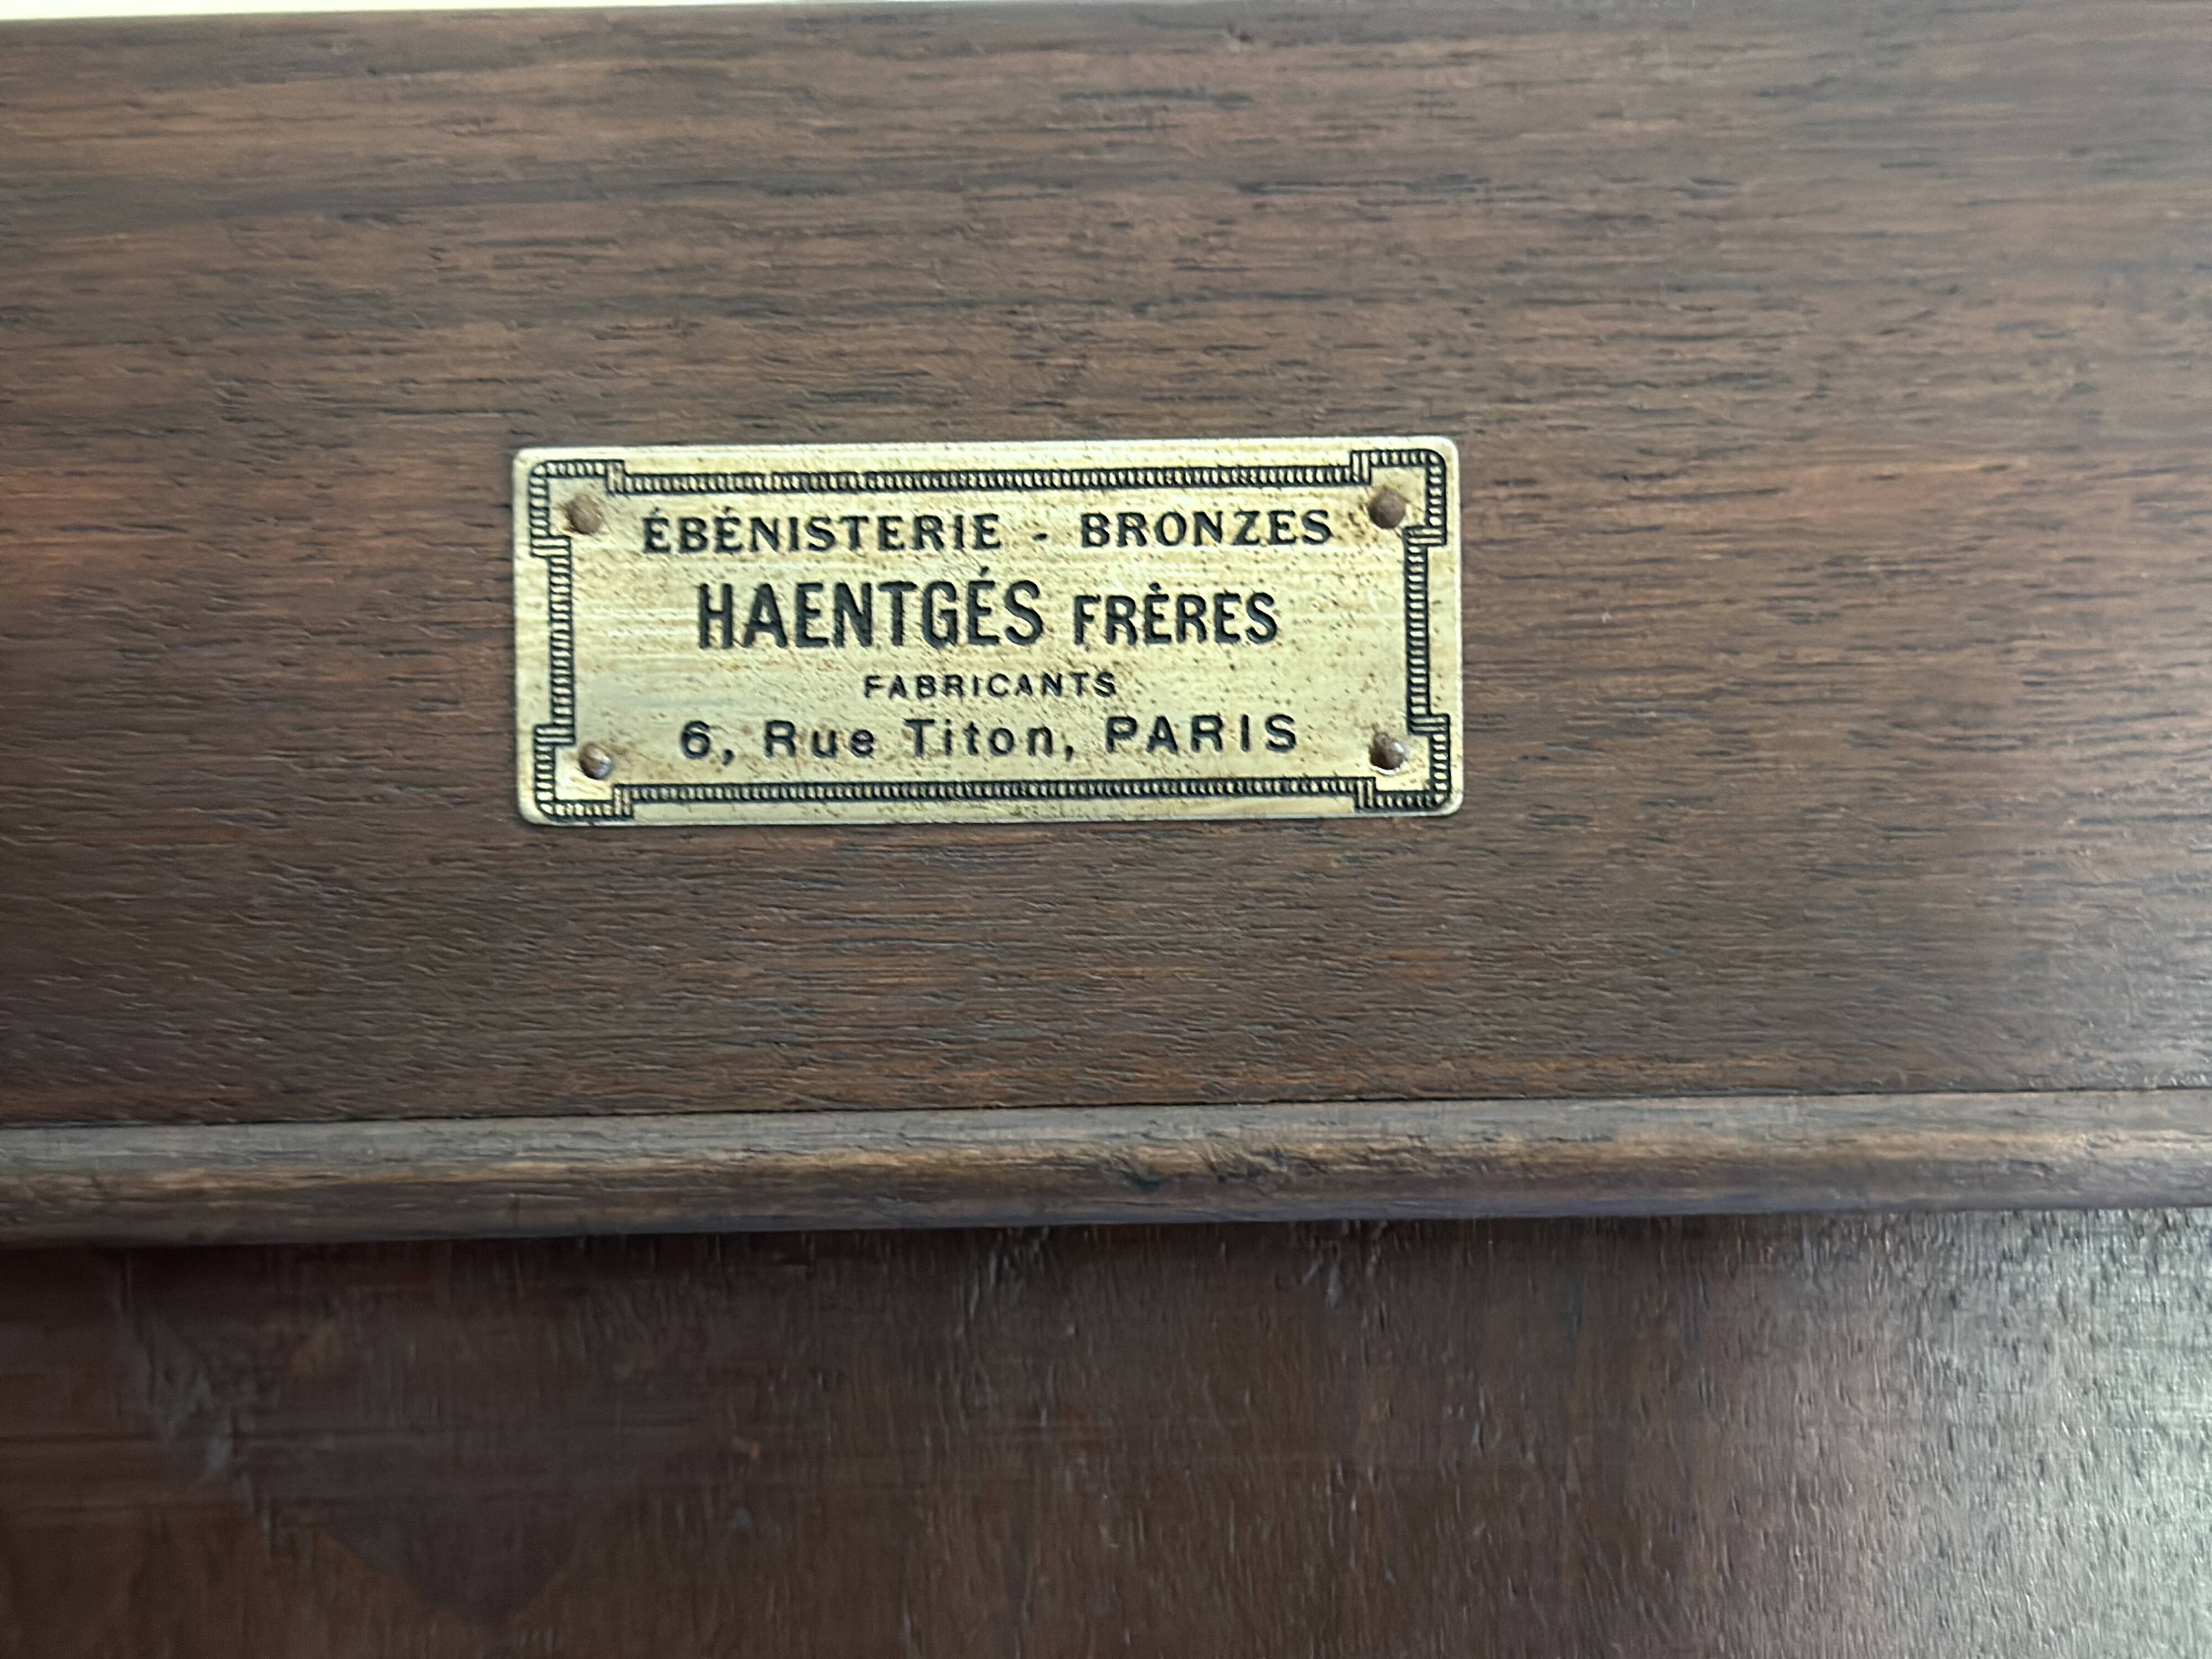 ÉBÉNISTERIE - BRONZES
HAENTGÉS FRÈRES
FABRICANTS
6, Rue Titon, PARIS